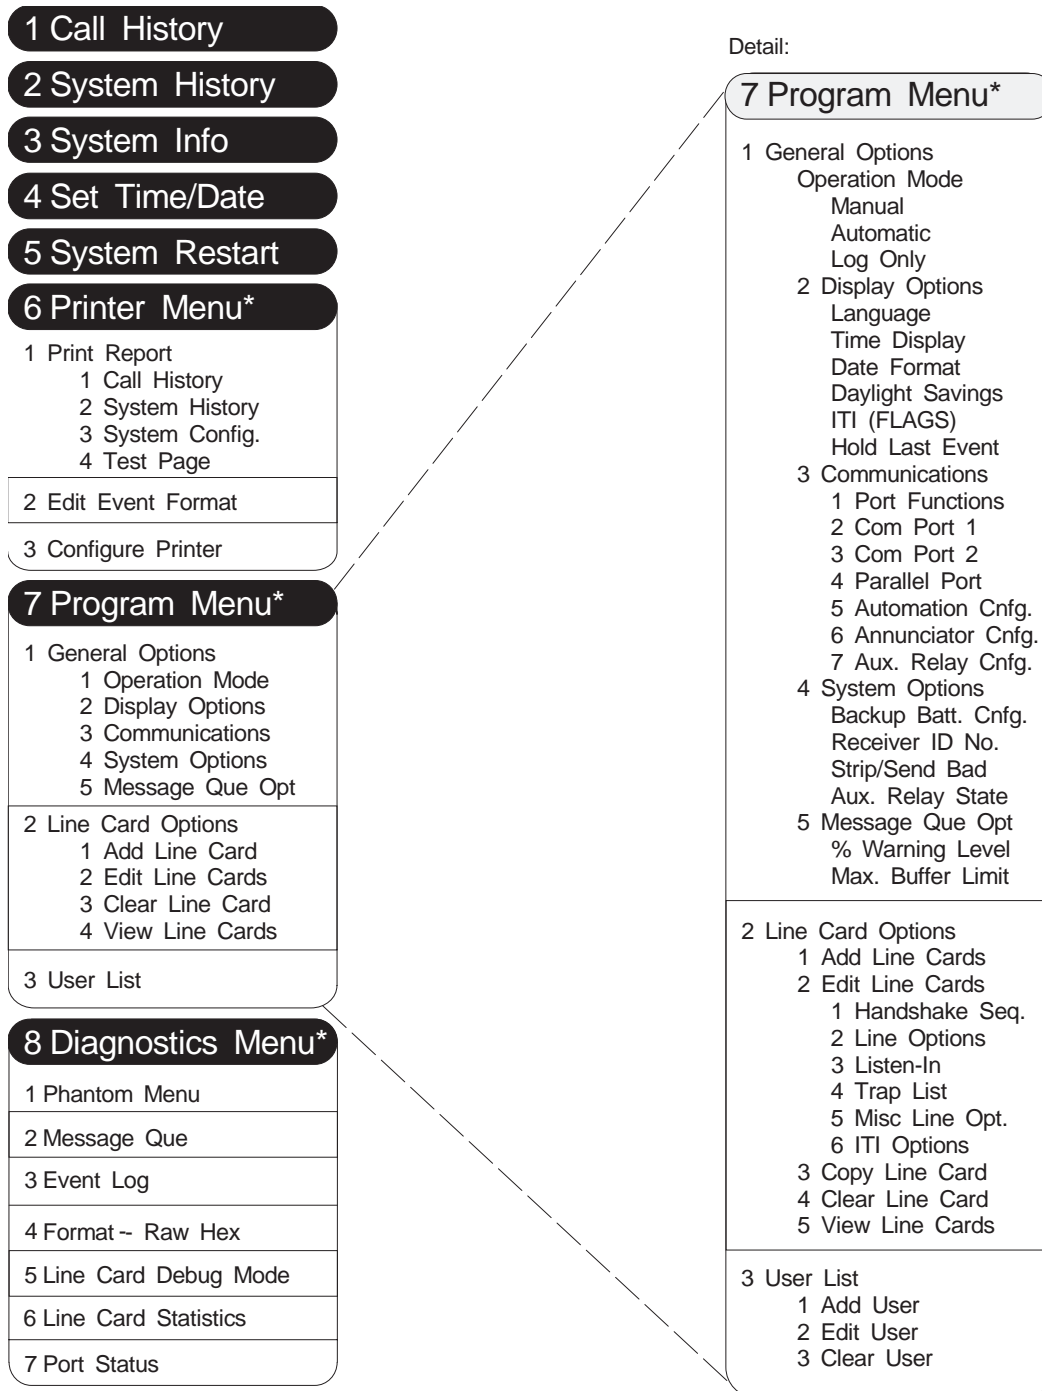 1 Call History
2 System History
3 System Info
4 Set Time/Date
5 System Restart
6 Printer Menu*
1 Print Report
1 Call History
2 System History
3 System Config.
4 Test Page
2 Edit Event Format
3 Configure Printer
7 Program Menu*
1 General Options
1 Operation Mode
2 Display Options
3 Communications
4 System Options
5 Message Que Opt
2 Line Card Options
1 Add Line Card
2 Edit Line Cards
3 Clear Line Card
4 View Line Cards
3 User List
8 Diagnostics Menu*
1 Phantom Menu
2 Message Que
3 Event Log
4 Format -- Raw Hex
5 Line Card Debug Mode
6 Line Card Statistics
7 Port Status
Detail:
7 Program Menu*
1 General Options
Operation Mode
Manual
Automatic
Log Only
2 Display Options
Language
Time Display
Date Format
Daylight Savings
ITI (FLAGS)
Hold Last Event
3 Communications
1 Port Functions
2 Com Port 1
3 Com Port 2
4 Parallel Port
5 Automation Cnfg.
6 Annunciator Cnfg.
7 Aux. Relay Cnfg.
4 System Options
Backup Batt. Cnfg.
Receiver ID No.
Strip/Send Bad
Aux. Relay State
5 Message Que Opt
% Warning Level
Max. Buffer Limit
2 Line Card Options
1 Add Line Cards
2 Edit Line Cards
1 Handshake Seq.
2 Line Options
3 Listen-In
4 Trap List
5 Misc Line Opt.
6 ITI Options
3 Copy Line Card
4 Clear Line Card
5 View Line Cards
3 User List
1 Add User
2 Edit User
3 Clear User